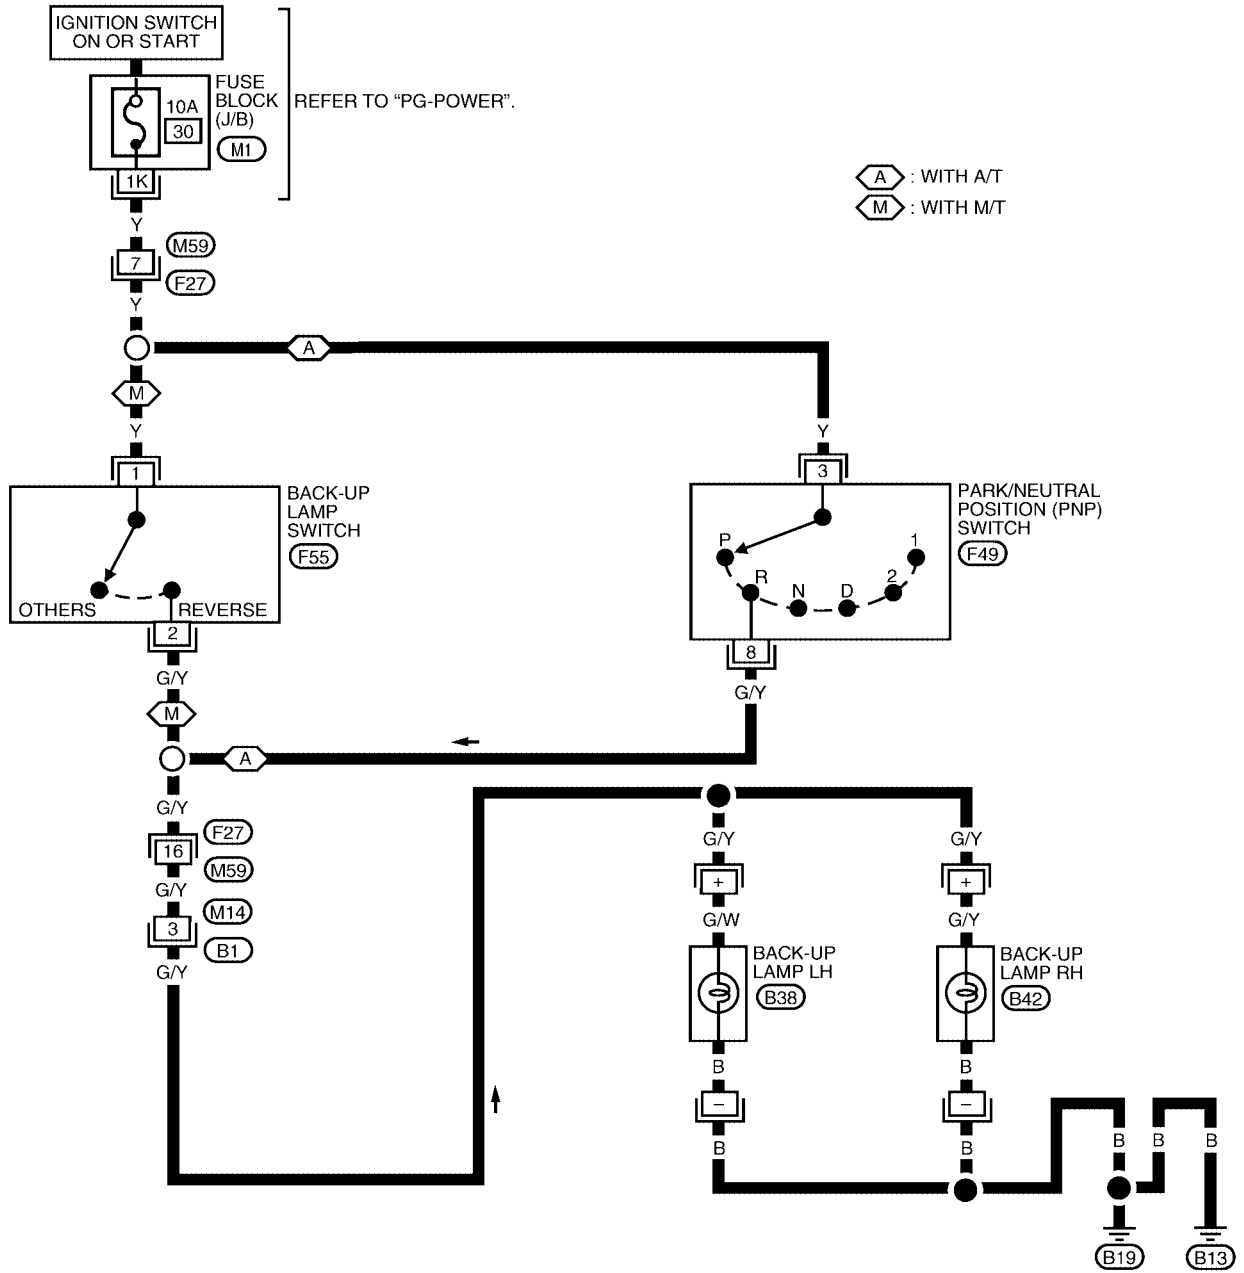 IGNITION SWITCH
ON OR START
FUSE
BLOCK
(J/B)
10A
30
M1
REFER TO “PG-POWER”.
1K
A : WITH A/T
M : WITH M/T
Y
M59
7
F27
Y
A
M
Y
Y
1
3
BACK-UP
LAMP
SWITCH
F55
OTHERS
REVERSE
PARK/NEUTRAL
POSITION (PNP)
SWITCH
F49
P
R
N
D
2
1
2
8
G/Y
G/Y
M
A
G/Y
F27
16
M59
G/Y
M14
3
B1
G/Y
G/Y
G/Y
+
+
G/W
G/Y
BACK-UP
LAMP LH
B38
BACK-UP
LAMP RH
B42
B
B
–
–
B
B
B
B
B
B19
B13